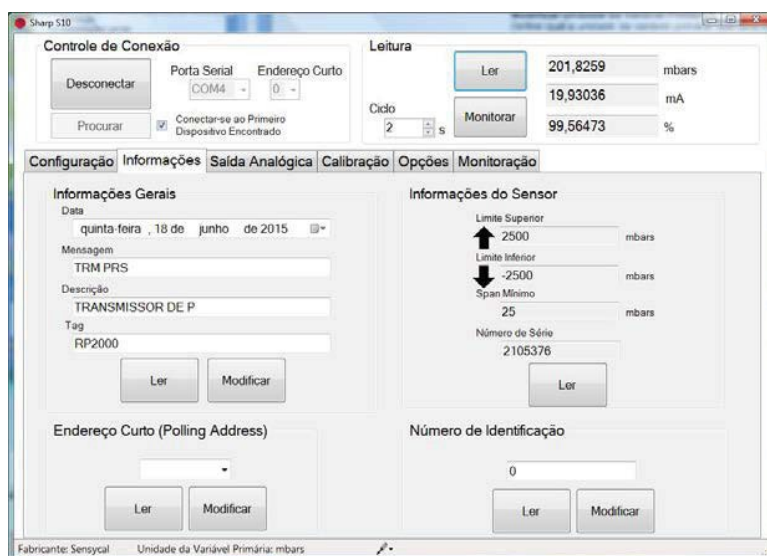 Sharp S10
Controle de Conexão
Desconectar
Porta Serial
Endereço Curto
COM4
0
Procurar
Conectar-se ao Primeiro
Dispositivo Encontrado
Leitura
Ler
Ciclo
2 s
Monitorar
201,8259 mbars
19,93036 mA
99,56473 %
Configuração Informações Saída Analógica Calibração Opções Monitoração
Informações Gerais
Data
quinta-feira , 18 de junho de 2015
Mensagem
TRM PRS
Descrição
TRANSMISSOR DE P
Tag
RP2000
Ler Modificar
Informações do Sensor
Limite Superior
2500 mbars
Limite Inferior
-2500 mbars
Span Mínimo
25 mbars
Número de Série
2105376
Ler
Endereço Curto (Polling Address)
Ler Modificar
Número de Identificação
0
Ler Modificar
Fabricante: Sensycal Unidade da Variável Primária: mbars